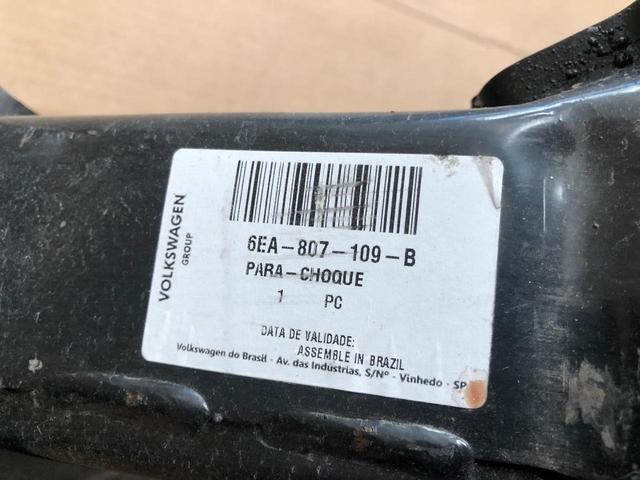 VOLKSWAGEN
GROUP
6EA-807-109-B
PARA-CHOQUE
1 PC
DATA DE VALIDADE:
ASSEMBLE IN BRAZIL
Volkswagen do Brasil - Av. das Indústrias, S/Nº - Vinhedo - SP